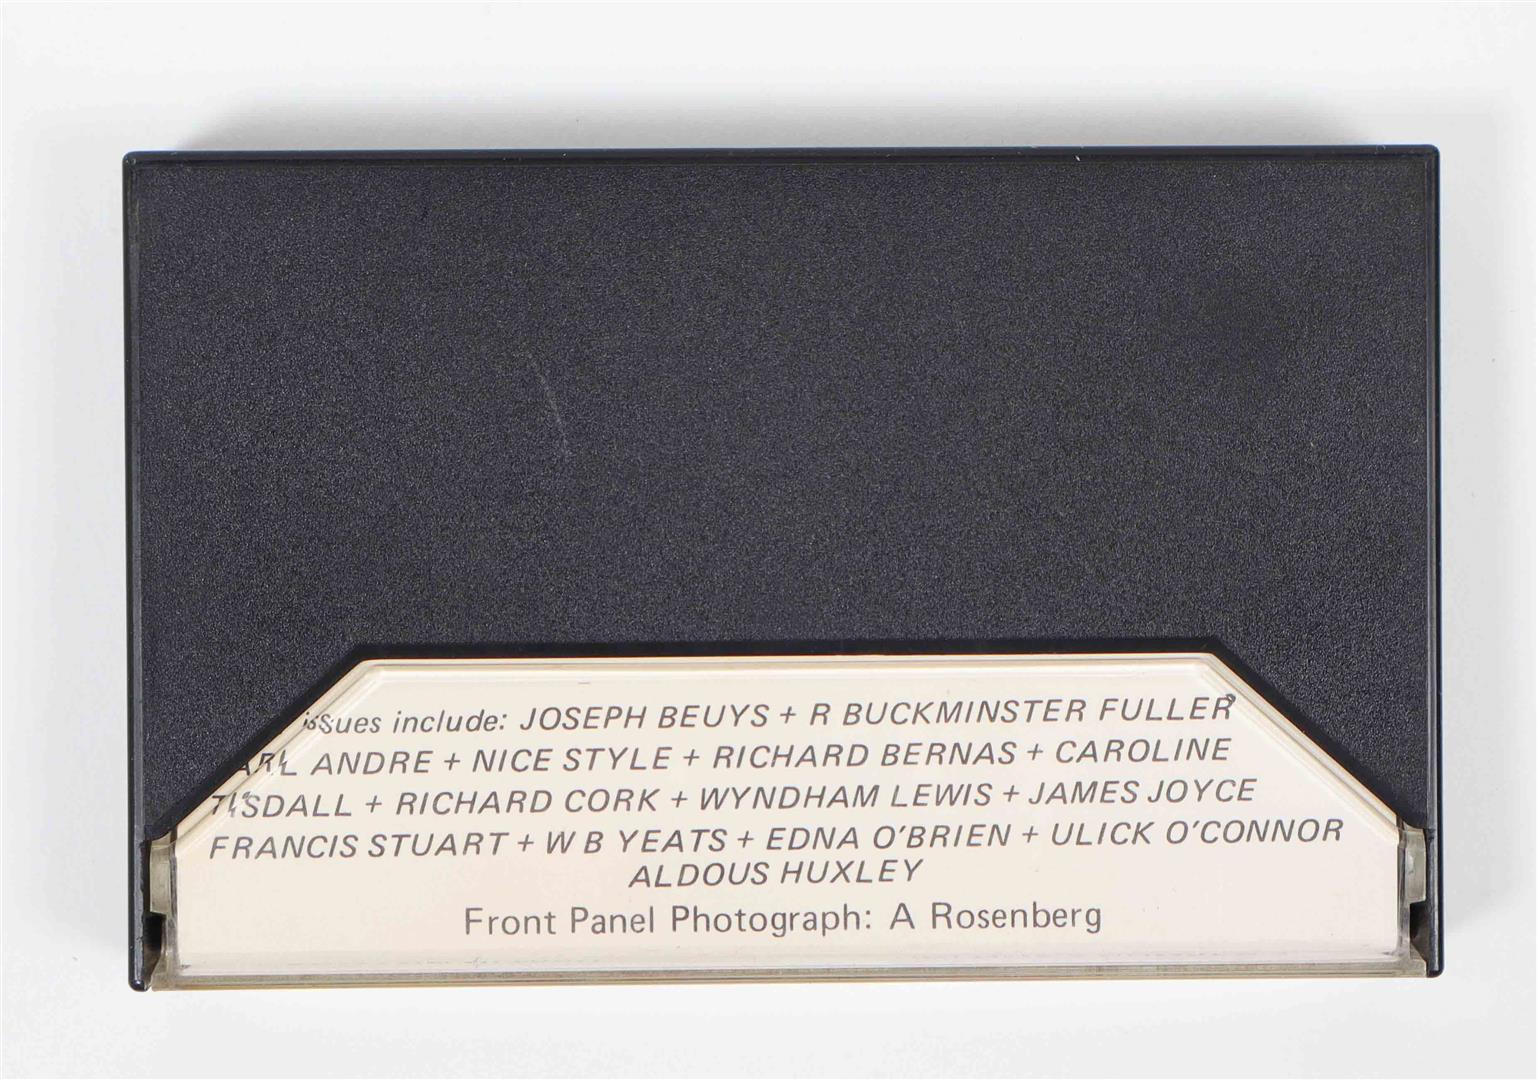 issues include: JOSEPH BEUYS + R BUCKMINSTER FULLER
ARL ANDRE + NICE STYLE + RICHARD BERNAS + CAROLINE
TISDALL + RICHARD CORK + WYNDHAM LEWIS + JAMES JOYCE
FRANCIS STUART + W B YEATS + EDNA O'BRIEN + ULICK O'CONNOR
ALDOUS HUXLEY
Front Panel Photograph: A Rosenberg